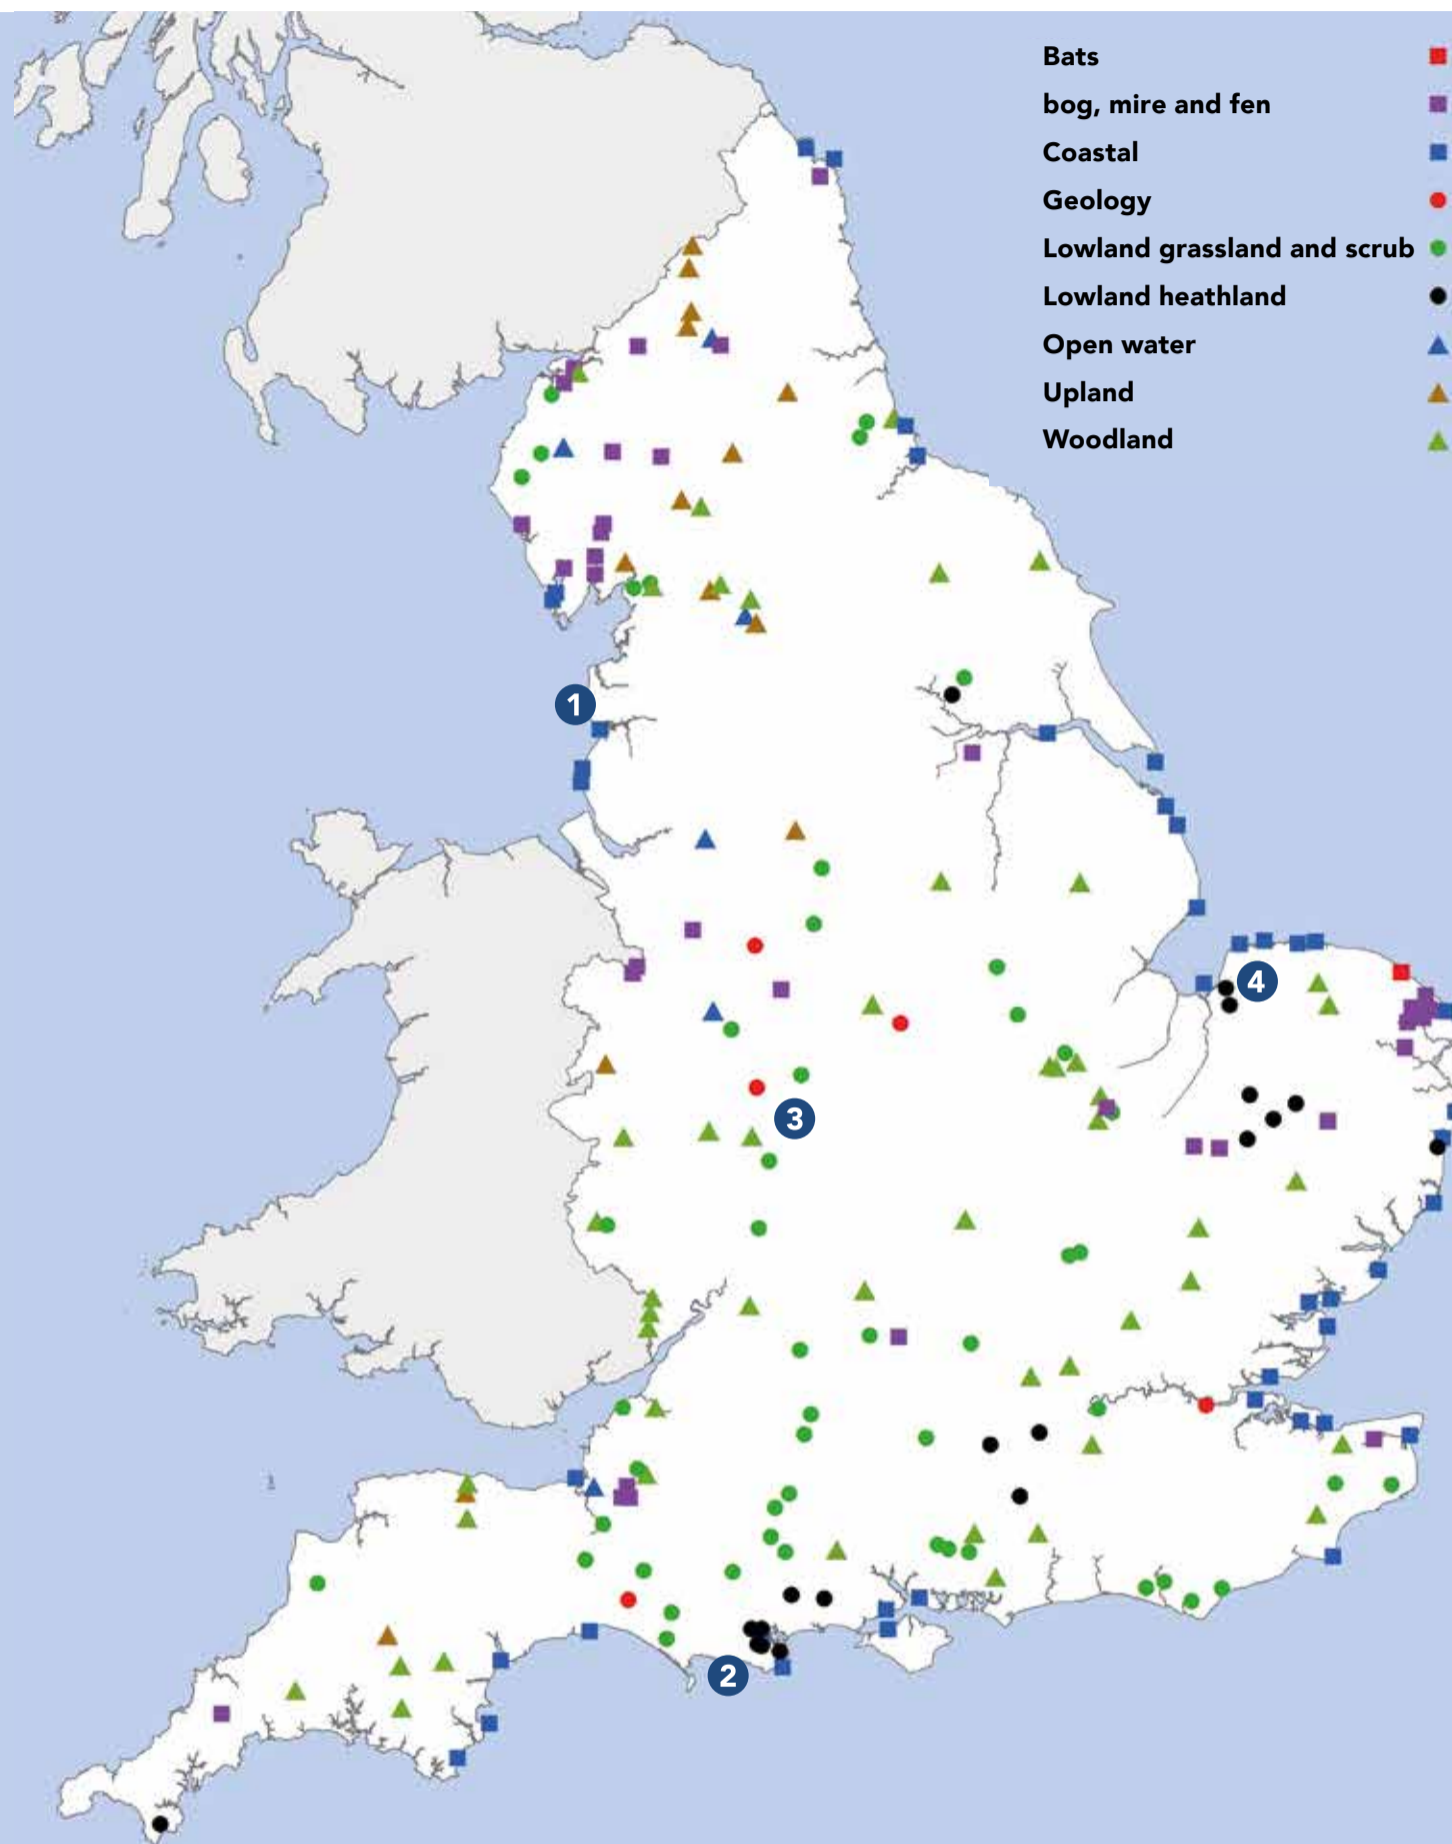 Bats
bog, mire and fen
Coastal
Geology
Lowland grassland and scrub
Lowland heathland
Open water
Upland
Woodland
1
4
3
2